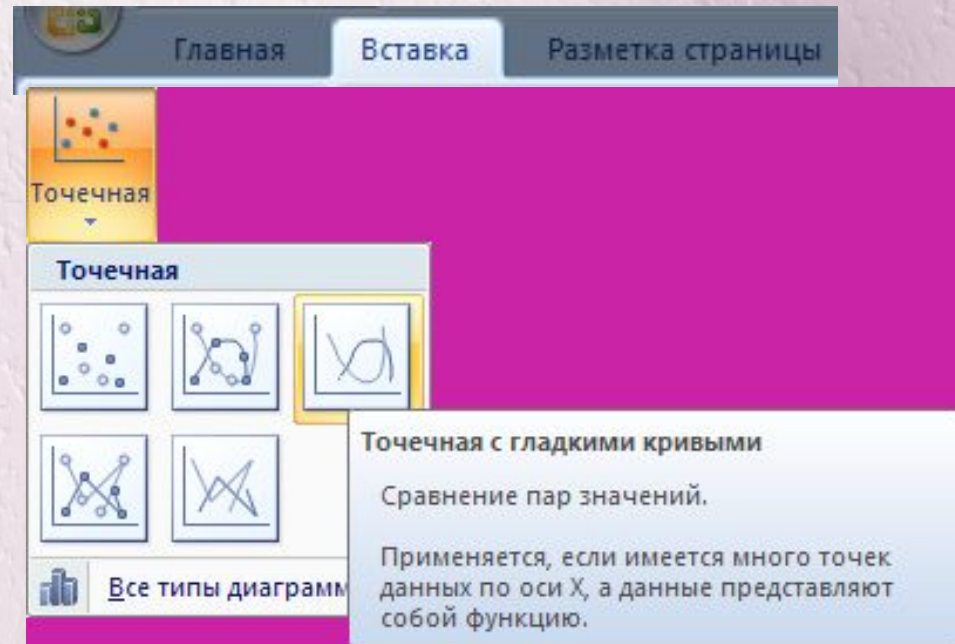 Главная Вставка Разметка страницы
Точечная
Точечная
Точечная с гладкими кривыми
Сравнение пар значений.
Применяется, если имеется много точек
данных по оси X, а данные представляют
собой функцию.
Все типы диаграмм